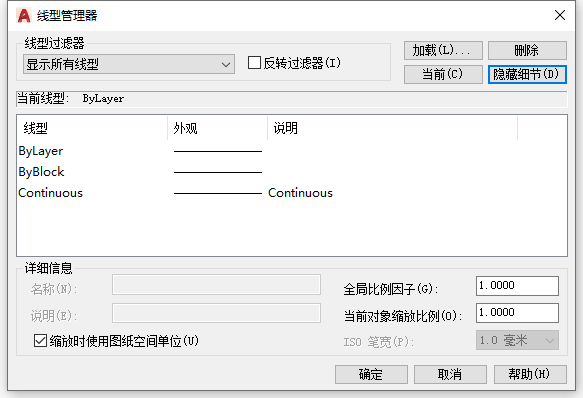 线型管理器
线型过滤器
显示所有线型
反转过滤器(I)
加载(L)...
删除
当前(C)
隐藏细节(D)
当前线型: ByLayer
线型 外观 说明
ByLayer
ByBlock
Continuous Continuous
详细信息
名称(N):
全局比例因子(G): 1.0000
说明(E):
当前对象缩放比例(O): 1.0000
缩放时使用图纸空间单位(U)
ISO 笔宽(P): 1.0 毫米
确定 取消 帮助(H)